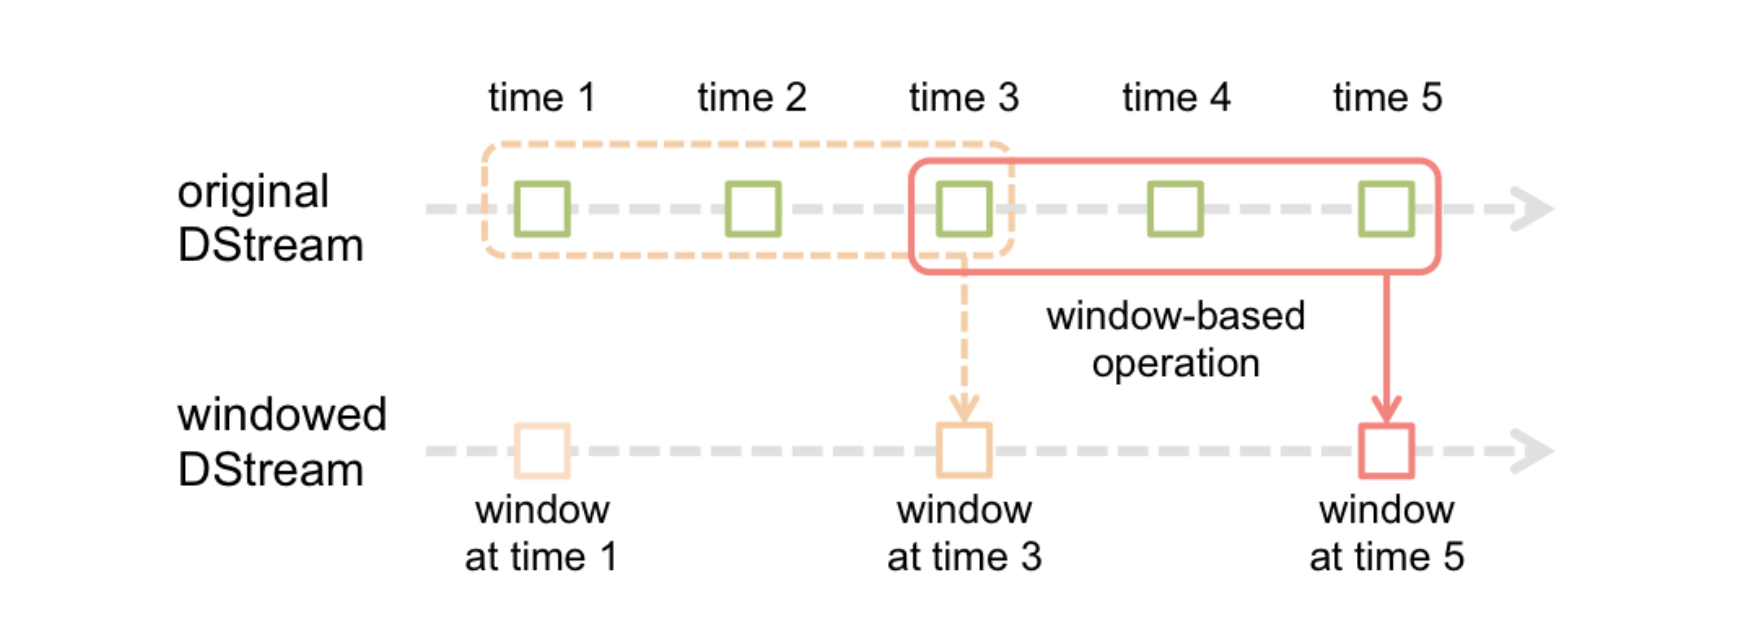 time 1
time 2
time 3
time 4
time 5
original
DStream
window-based
operation
windowed
DStream
window
at time 1
window
at time 3
window
at time 5